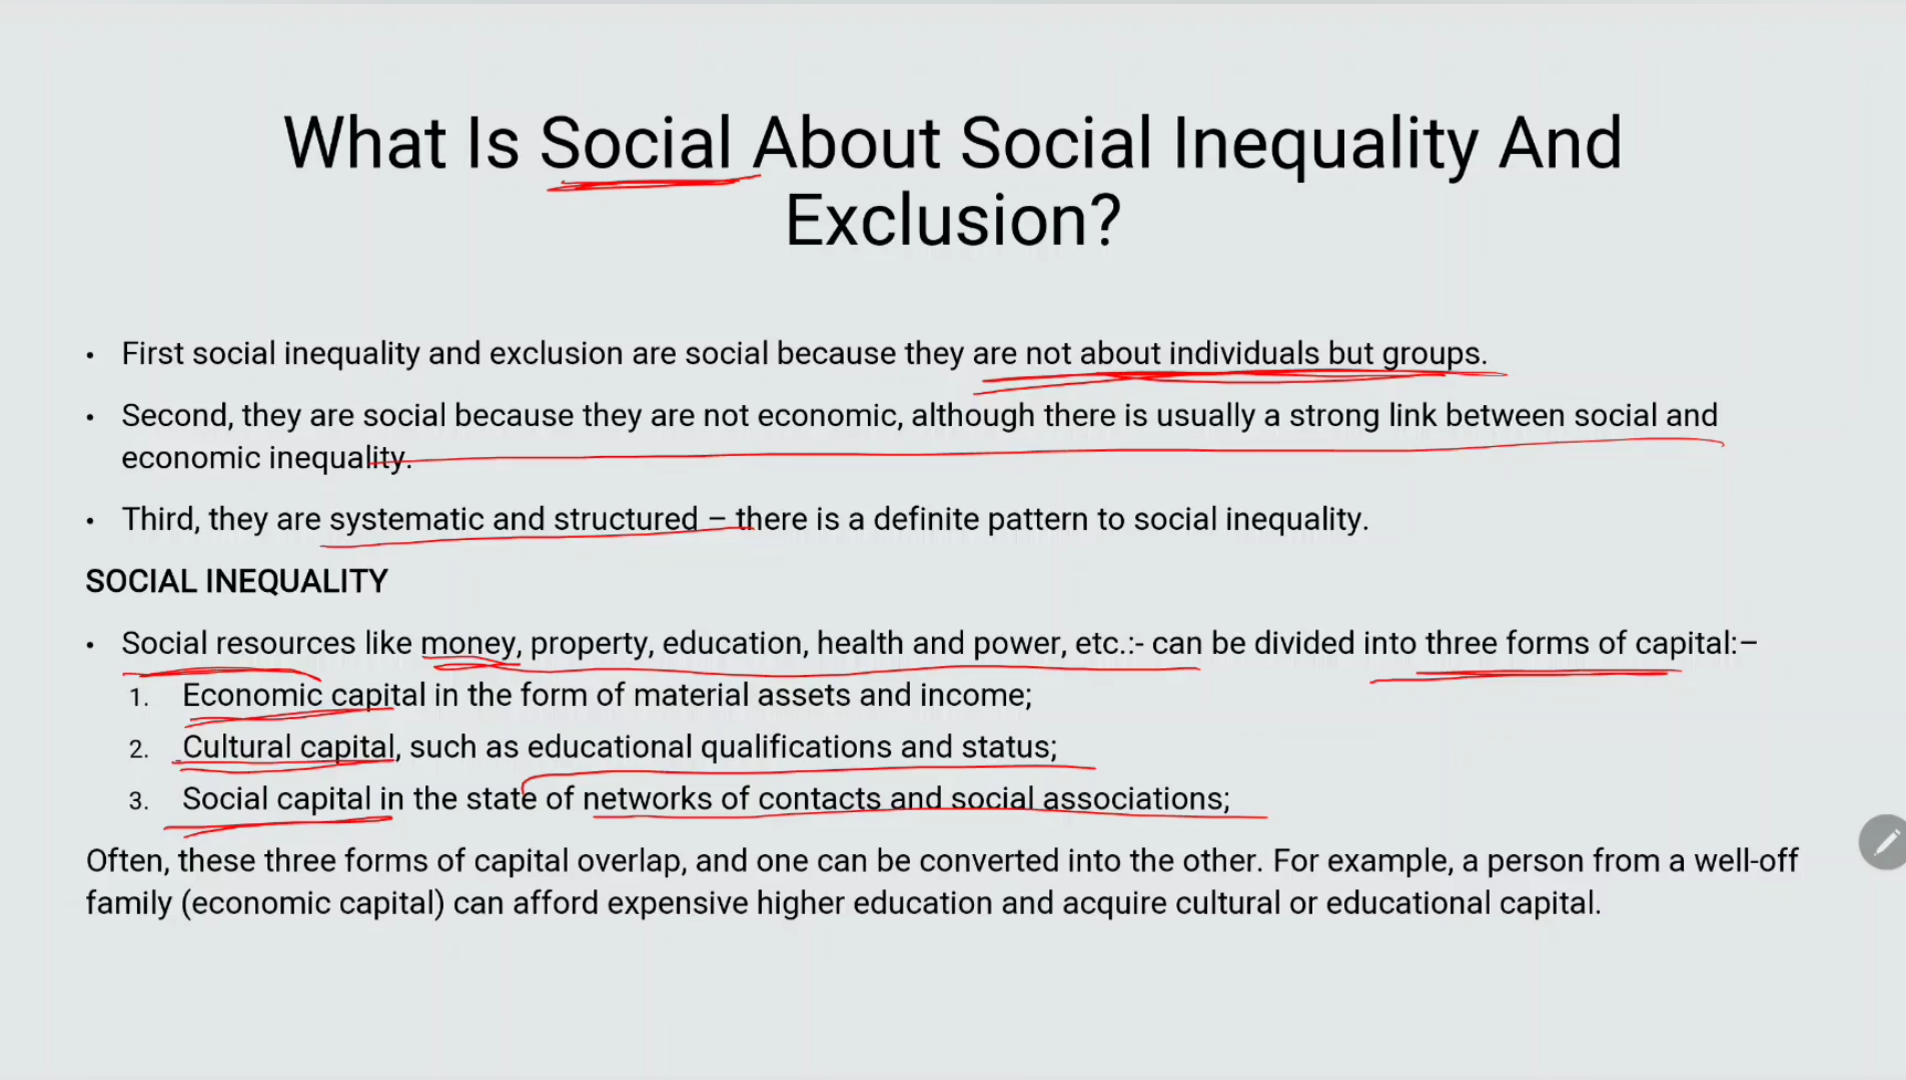 What Is Social About Social Inequality And
Exclusion?
• First social inequality and exclusion are social because they are not about individuals but groups.
• Second, they are social because they are not economic, although there is usually a strong link between social and
economic inequality.
• Third, they are systematic and structured – there is a definite pattern to social inequality.
SOCIAL INEQUALITY
• Social resources like money, property, education, health and power, etc.:- can be divided into three forms of capital:–
1. Economic capital in the form of material assets and income;
2. Cultural capital, such as educational qualifications and status;
3. Social capital in the state of networks of contacts and social associations;
Often, these three forms of capital overlap, and one can be converted into the other. For example, a person from a well-off
family (economic capital) can afford expensive higher education and acquire cultural or educational capital.